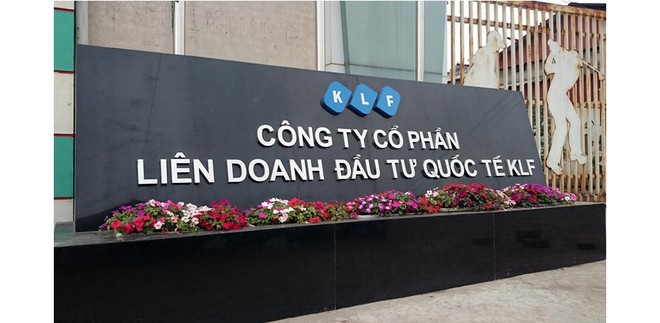 KLF
CÔNG TY CỔ PHẦN
LIÊN DOANH ĐẦU TƯ QUỐC TẾ KLF